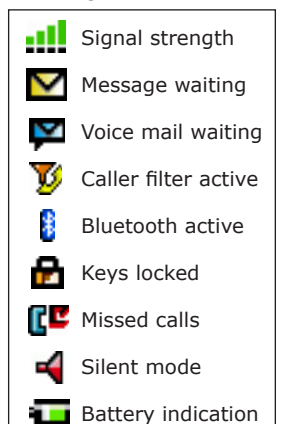 Signal strength
Message waiting
Voice mail waiting
Caller filter active
Bluetooth active
Keys locked
Missed calls
Silent mode
Battery indication